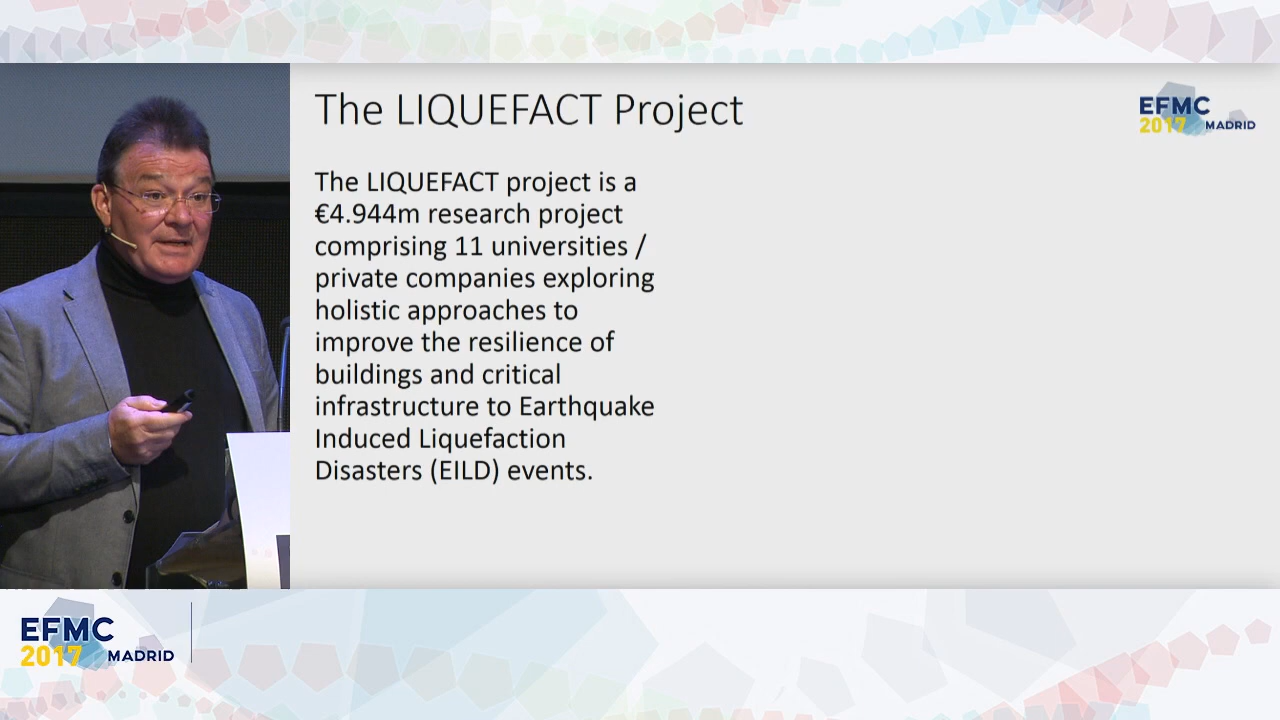 The LIQUEFACT Project
EFMC
2017 MADRID
The LIQUEFACT project is a
€4.944m research project
comprising 11 universities /
private companies exploring
holistic approaches to
improve the resilience of
buildings and critical
infrastructure to Earthquake
Induced Liquefaction
Disasters (EILD) events.
EFMC
2017 MADRID